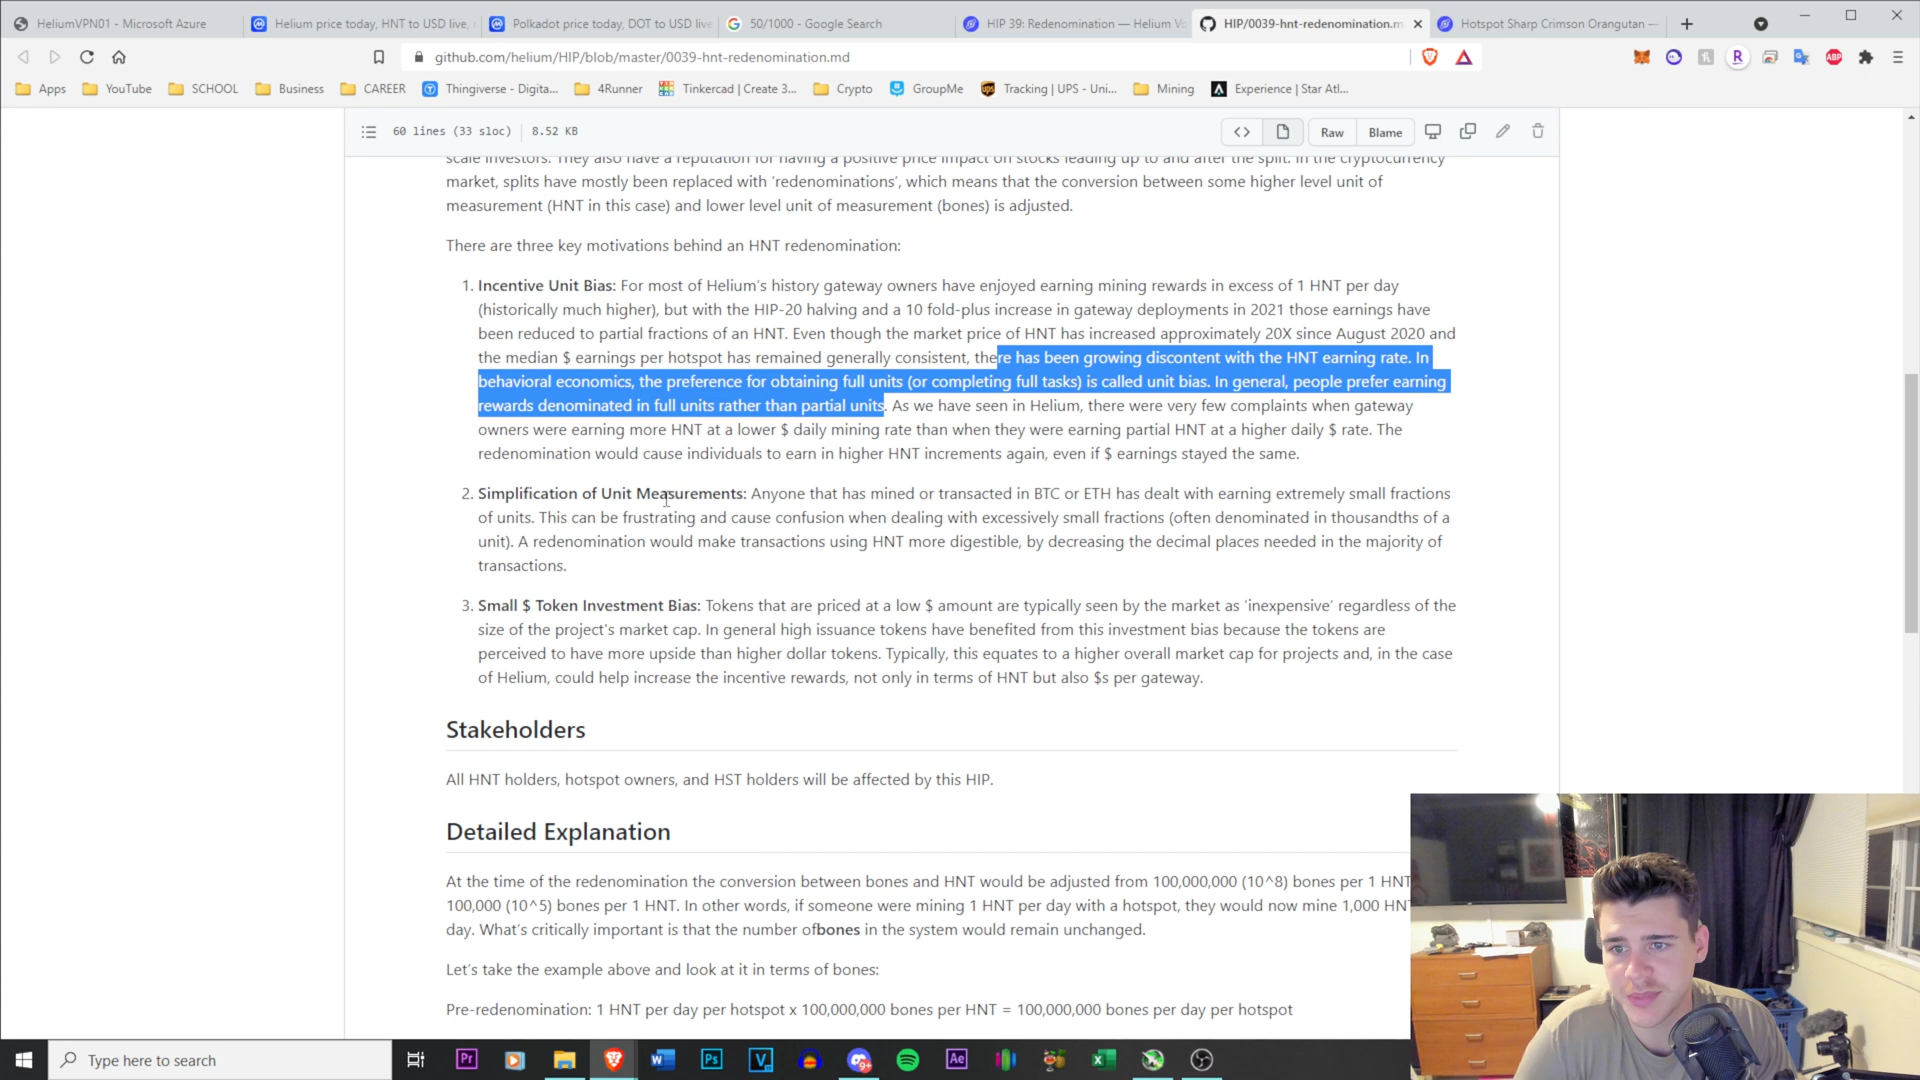 HeliumVPN01 - Microsoft Azure
Helium price today, HNT to USD live,
Polkadot price today, DOT to USD live
50/1000 - Google Search
HIP 39: Redenomination — Helium Vo
HIP/0039-hnt-redenomination.m
Hotspot Sharp Crimson Orangutan —
github.com/helium/HIP/blob/master/0039-hnt-redenomination.md
Apps
YouTube
SCHOOL
Business
CAREER
Thingiverse - Digita...
4Runner
Tinkercad | Create 3...
Crypto
GroupMe
Tracking | UPS - Uni...
Mining
Experience | Star Atl...
60 lines (33 sloc) | 8.52 KB
Raw
Blame
scale investors. They also have a reputation for having a positive price impact on stocks leading up to and after the split. In the cryptocurrency
market, splits have mostly been replaced with 'redenominations', which means that the conversion between some higher level unit of
measurement (HNT in this case) and lower level unit of measurement (bones) is adjusted.
There are three key motivations behind an HNT redenomination:
1. Incentive Unit Bias: For most of Helium's history gateway owners have enjoyed earning mining rewards in excess of 1 HNT per day
(historically much higher), but with the HIP-20 halving and a 10 fold-plus increase in gateway deployments in 2021 those earnings have
been reduced to partial fractions of an HNT. Even though the market price of HNT has increased approximately 20X since August 2020 and
the median $ earnings per hotspot has remained generally consistent, there has been growing discontent with the HNT earning rate. In
behavioral economics, the preference for obtaining full units (or completing full tasks) is called unit bias. In general, people prefer earning
rewards denominated in full units rather than partial units. As we have seen in Helium, there were very few complaints when gateway
owners were earning more HNT at a lower $ daily mining rate than when they were earning partial HNT at a higher daily $ rate. The
redenomination would cause individuals to earn in higher HNT increments again, even if $ earnings stayed the same.
2. Simplification of Unit Measurements: Anyone that has mined or transacted in BTC or ETH has dealt with earning extremely small fractions
of units. This can be frustrating and cause confusion when dealing with excessively small fractions (often denominated in thousandths of a
unit). A redenomination would make transactions using HNT more digestible, by decreasing the decimal places needed in the majority of
transactions.
3. Small $ Token Investment Bias: Tokens that are priced at a low $ amount are typically seen by the market as 'inexpensive' regardless of the
size of the project's market cap. In general high issuance tokens have benefited from this investment bias because the tokens are
perceived to have more upside than higher dollar tokens. Typically, this equates to a higher overall market cap for projects and, in the case
of Helium, could help increase the incentive rewards, not only in terms of HNT but also $s per gateway.
Stakeholders
All HNT holders, hotspot owners, and HST holders will be affected by this HIP.
Detailed Explanation
At the time of the redenomination the conversion between bones and HNT would be adjusted from 100,000,000 (10^8) bones per 1 HNT
100,000 (10^5) bones per 1 HNT. In other words, if someone were mining 1 HNT per day with a hotspot, they would now mine 1,000 HNT
day. What's critically important is that the number ofbones in the system would remain unchanged.
Let's take the example above and look at it in terms of bones:
Pre-redenomination: 1 HNT per day per hotspot x 100,000,000 bones per HNT = 100,000,000 bones per day per hotspot
Type here to search